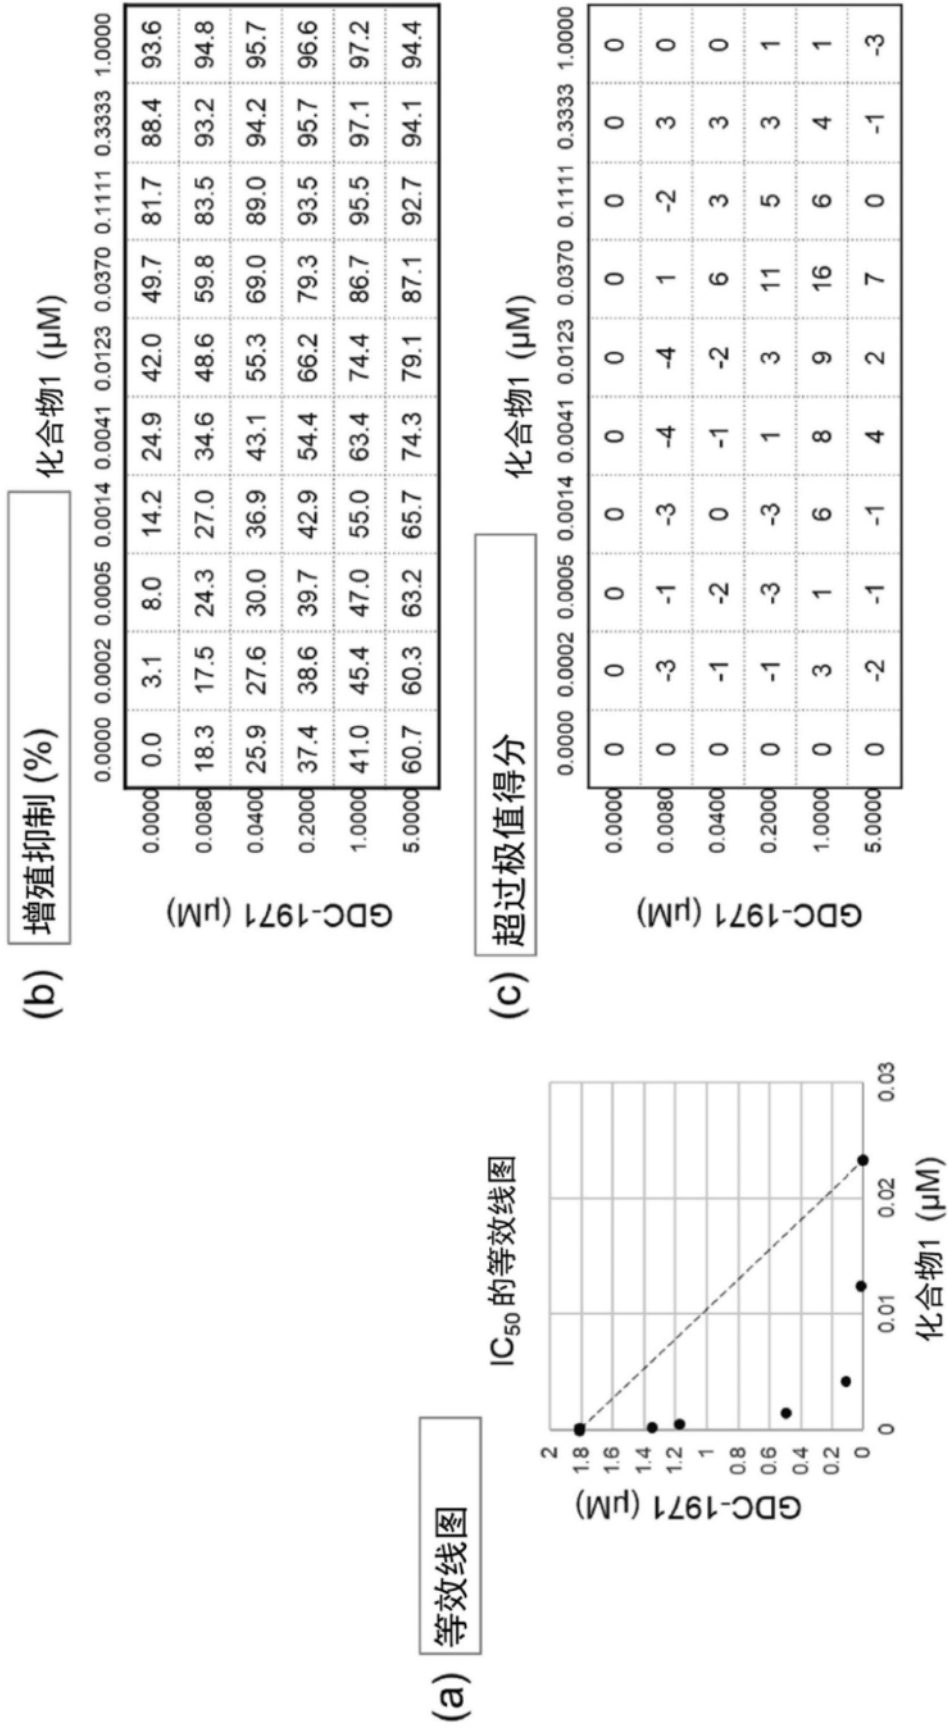 (a) 等效线图
IC50 的等效线图
GDC-1971 (μM)
2
1.8
1.6
1.4
1.2
1
0.8
0.6
0.4
0.2
0
0 0.01 0.02 0.03
化合物1 (μM)
(b) 增殖抑制 (%)
化合物1 (μM)
0.0000 0.0002 0.0005 0.0014 0.0041 0.0123 0.0370 0.1111 0.3333 1.0000
GDC-1971 (μM)
0.0000 0.0 3.1 8.0 14.2 24.9 42.0 49.7 81.7 88.4 93.6
0.0080 18.3 17.5 24.3 27.0 34.6 48.6 59.8 83.5 93.2 94.8
0.0400 25.9 27.6 30.0 36.9 43.1 55.3 69.0 89.0 94.2 95.7
0.2000 37.4 38.6 39.7 42.9 54.4 66.2 79.3 93.5 95.7 96.6
1.0000 41.0 45.4 47.0 55.0 63.4 74.4 86.7 95.5 97.1 97.2
5.0000 60.7 60.3 63.2 65.7 74.3 79.1 87.1 92.7 94.1 94.4
(c) 超过极值得分
化合物1 (μM)
0.0000 0.0002 0.0005 0.0014 0.0041 0.0123 0.0370 0.1111 0.3333 1.0000
GDC-1971 (μM)
0.0000 0 0 0 0 0 0 0 0 0 0
0.0080 0 -3 -1 -3 -4 -4 1 -2 3 0
0.0400 0 -1 -2 0 -1 -2 6 3 3 0
0.2000 0 -1 -3 -3 1 3 11 5 3 1
1.0000 0 3 1 6 8 9 16 6 4 1
5.0000 0 -2 -1 -1 4 2 7 0 -1 -3